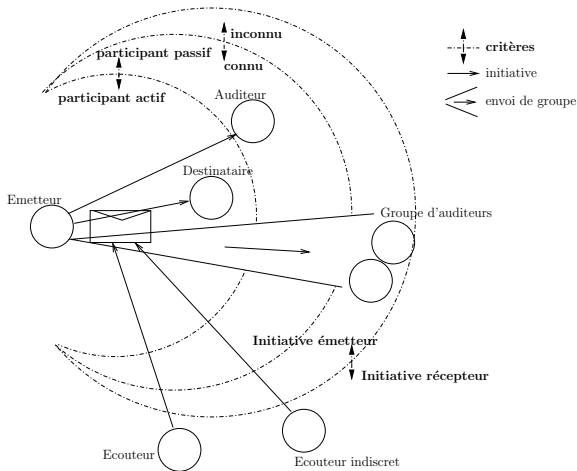 inconnu
participant passif
connu
participant actif
Auditeur
Destinataire
Emetteur
Groupe d'auditeurs
Initiative émetteur
Initiative récepteur
Ecouteur
Ecouteur indiscret
critères
initiative
envoi de groupe